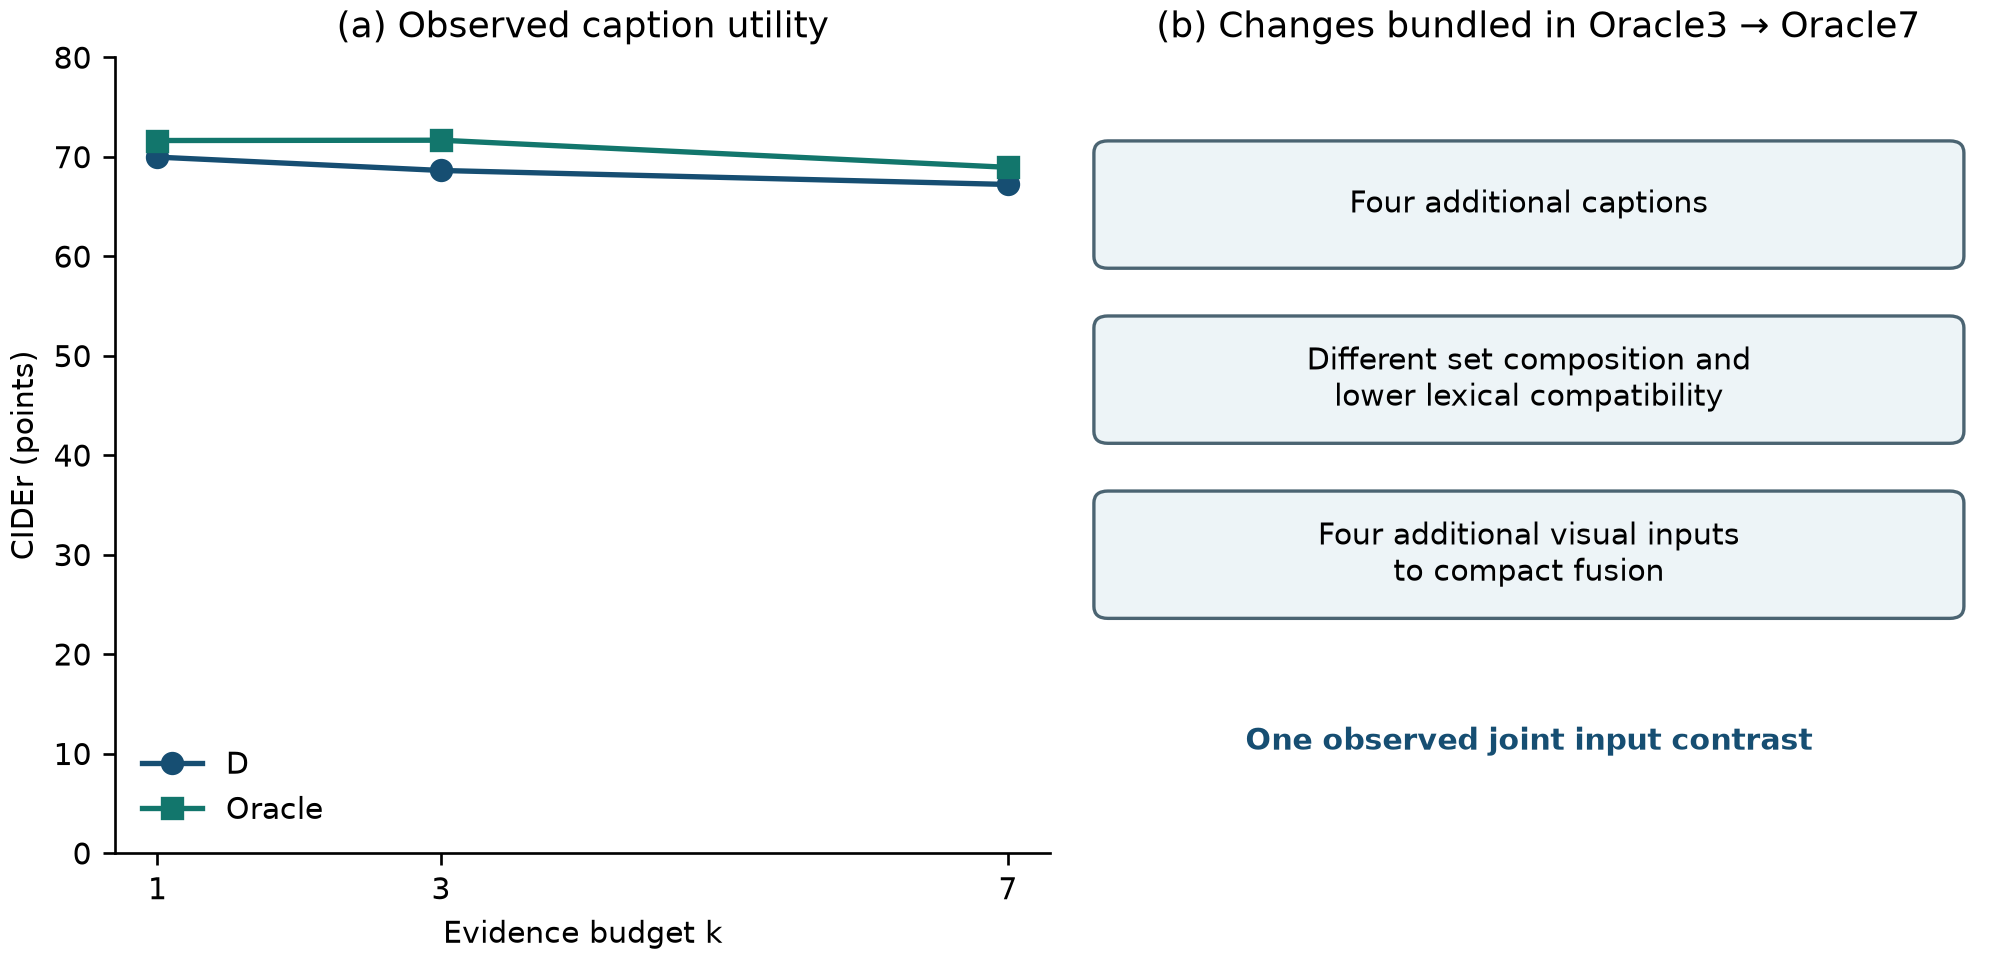 (a) Observed caption utility
80
70
60
50
40
30
20
10
0
CIDEr (points)
D
Oracle
1
3
7
Evidence budget k
(b) Changes bundled in Oracle3 → Oracle7
Four additional captions
Different set composition and
lower lexical compatibility
Four additional visual inputs
to compact fusion
One observed joint input contrast